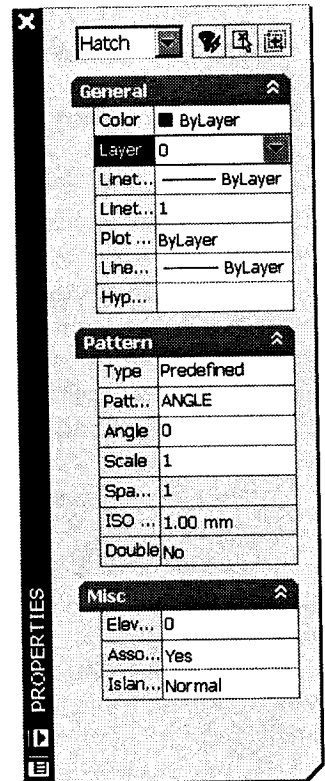 Hatch
General
Color ByLayer
Layer 0
Linet... ByLayer
Linet... 1
Plot ... ByLayer
Line... ByLayer
Hyp...
Pattern
Type Predefined
Patt... ANGLE
Angle 0
Scale 1
Spa... 1
ISO ... 1.00 mm
Double No
Misc
Elev... 0
Asso... Yes
Islan... Normal
PROPERTIES